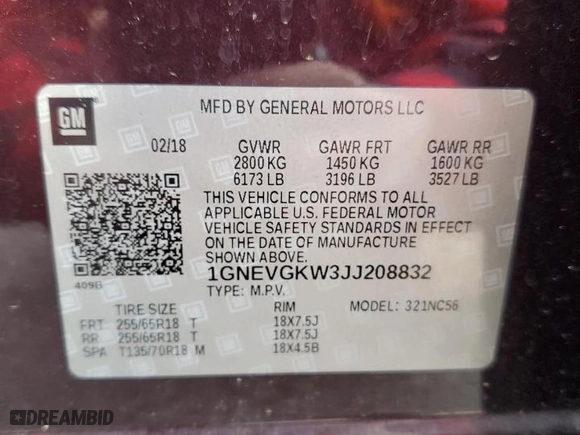 GM
MFD BY GENERAL MOTORS LLC
02/18 GVWR GAWR FRT GAWR RR
2800 KG 1450 KG 1600 KG
6173 LB 3196 LB 3527 LB
THIS VEHICLE CONFORMS TO ALL
APPLICABLE U.S. FEDERAL MOTOR
VEHICLE SAFETY STANDARDS IN EFFECT
ON THE DATE OF MANUFACTURE
SHOWN ABOVE.
409B
1GNEVGKW3JJ208832
TYPE: M.P.V.
TIRE SIZE RIM MODEL: 321NC56
FRT 255/65R18 T 18X7.5J
RR 255/65R18 T 18X7.5J
SPA T135/70R18 M 18X4.5B
DREAMBID